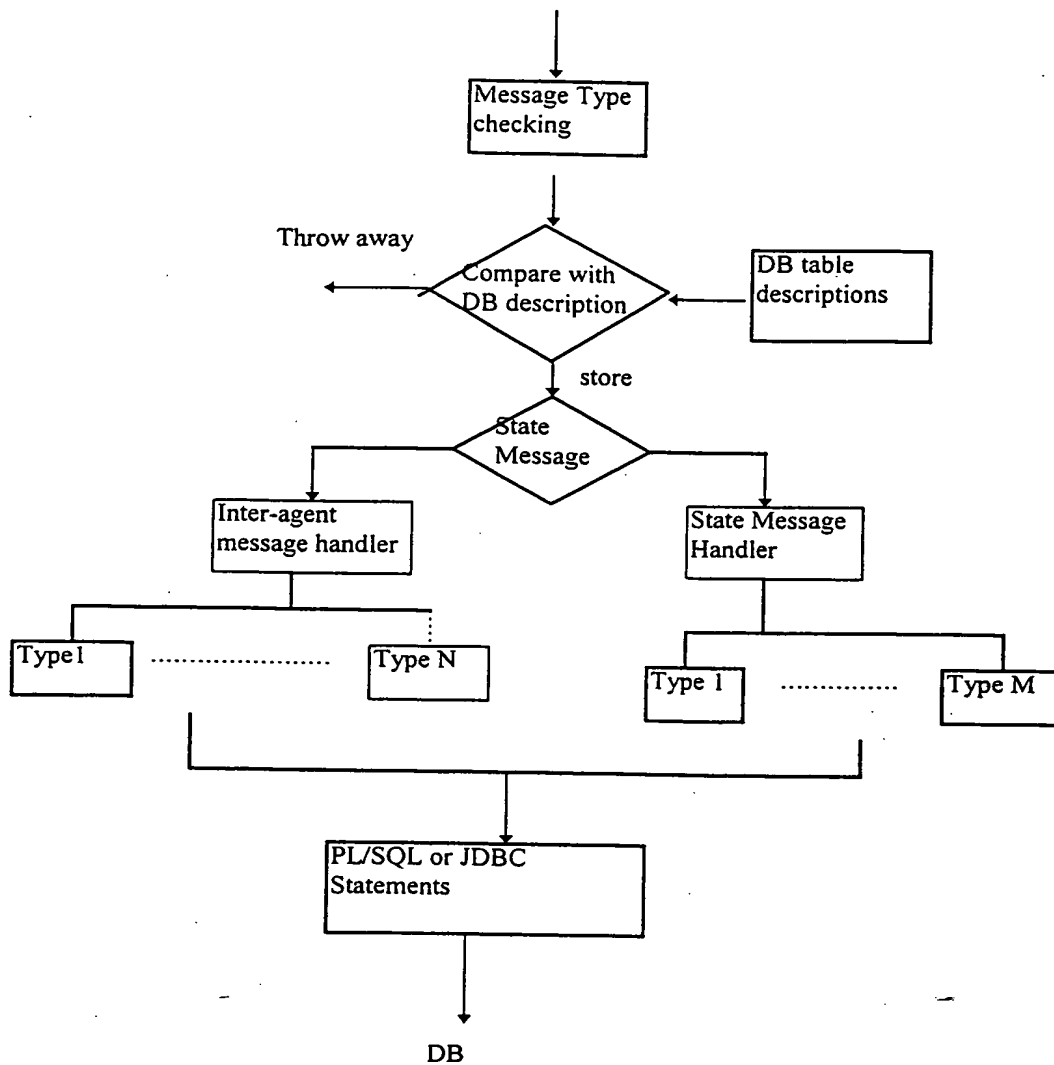 Message Type
checking
Throw away
Compare with
DB description
DB table
descriptions
store
State
Message
Inter-agent
message handler
State Message
Handler
Type1
Type N
Type 1
Type M
PL/SQL or JDBC
Statements
DB